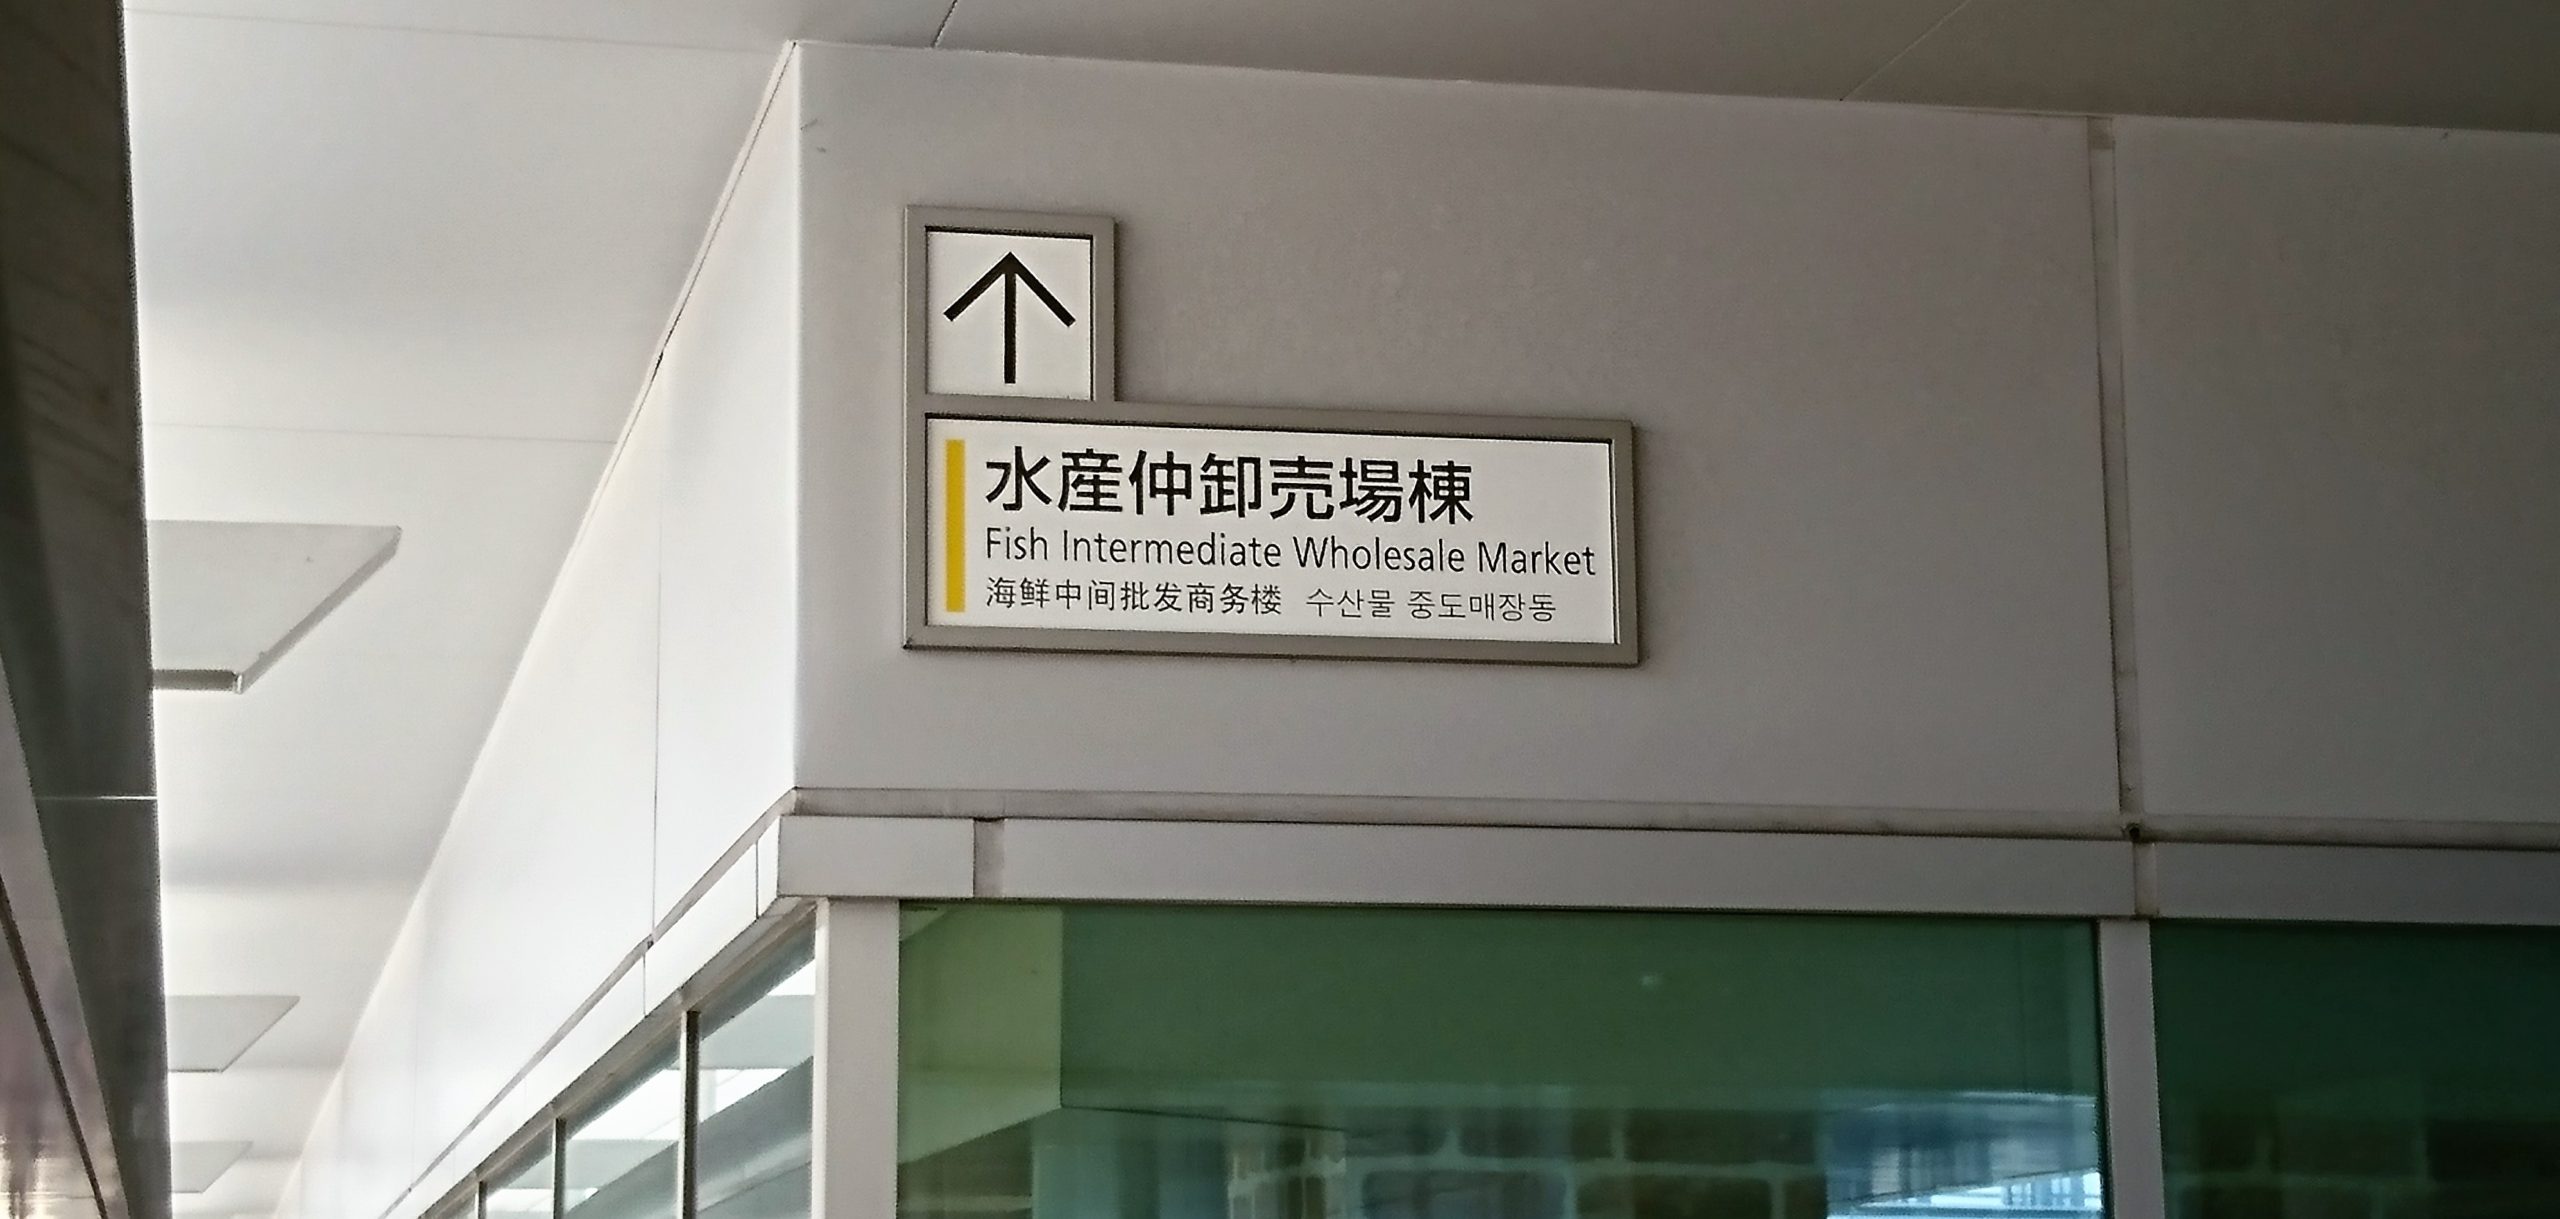 水産仲卸売場棟
Fish Intermediate Wholesale Market
海鲜中间批发商务楼 수산물 중도매장동